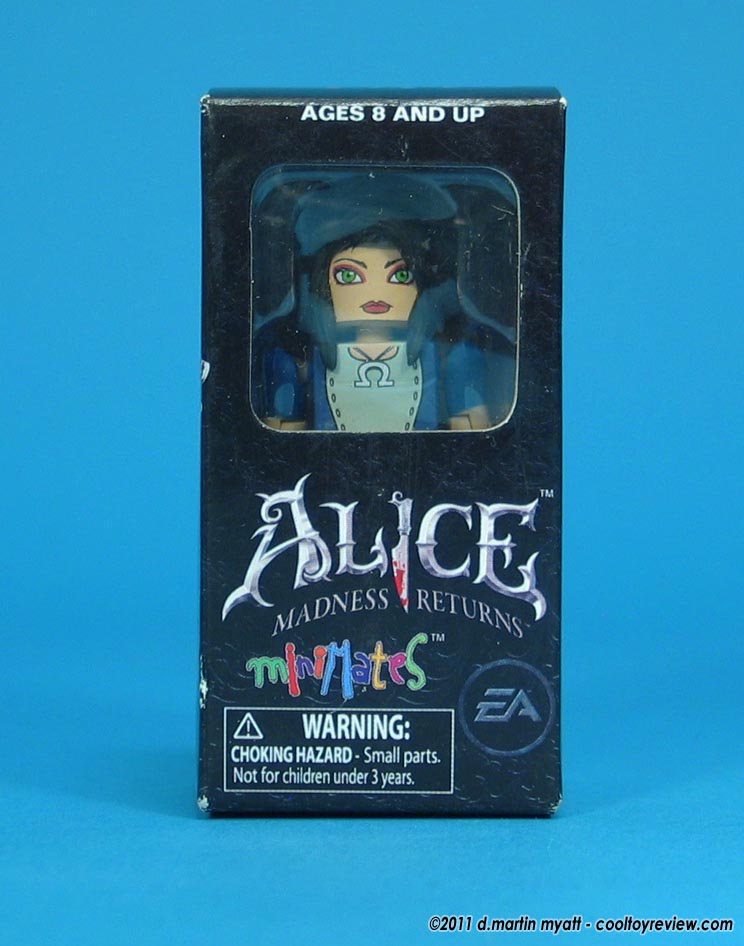 AGES 8 AND UP
Ω
ALICE™
MADNESS RETURNS™
miniMates™
EA
⚠ WARNING:
CHOKING HAZARD - Small parts.
Not for children under 3 years.
©2011 d.martin myatt - cooltoyreview.com